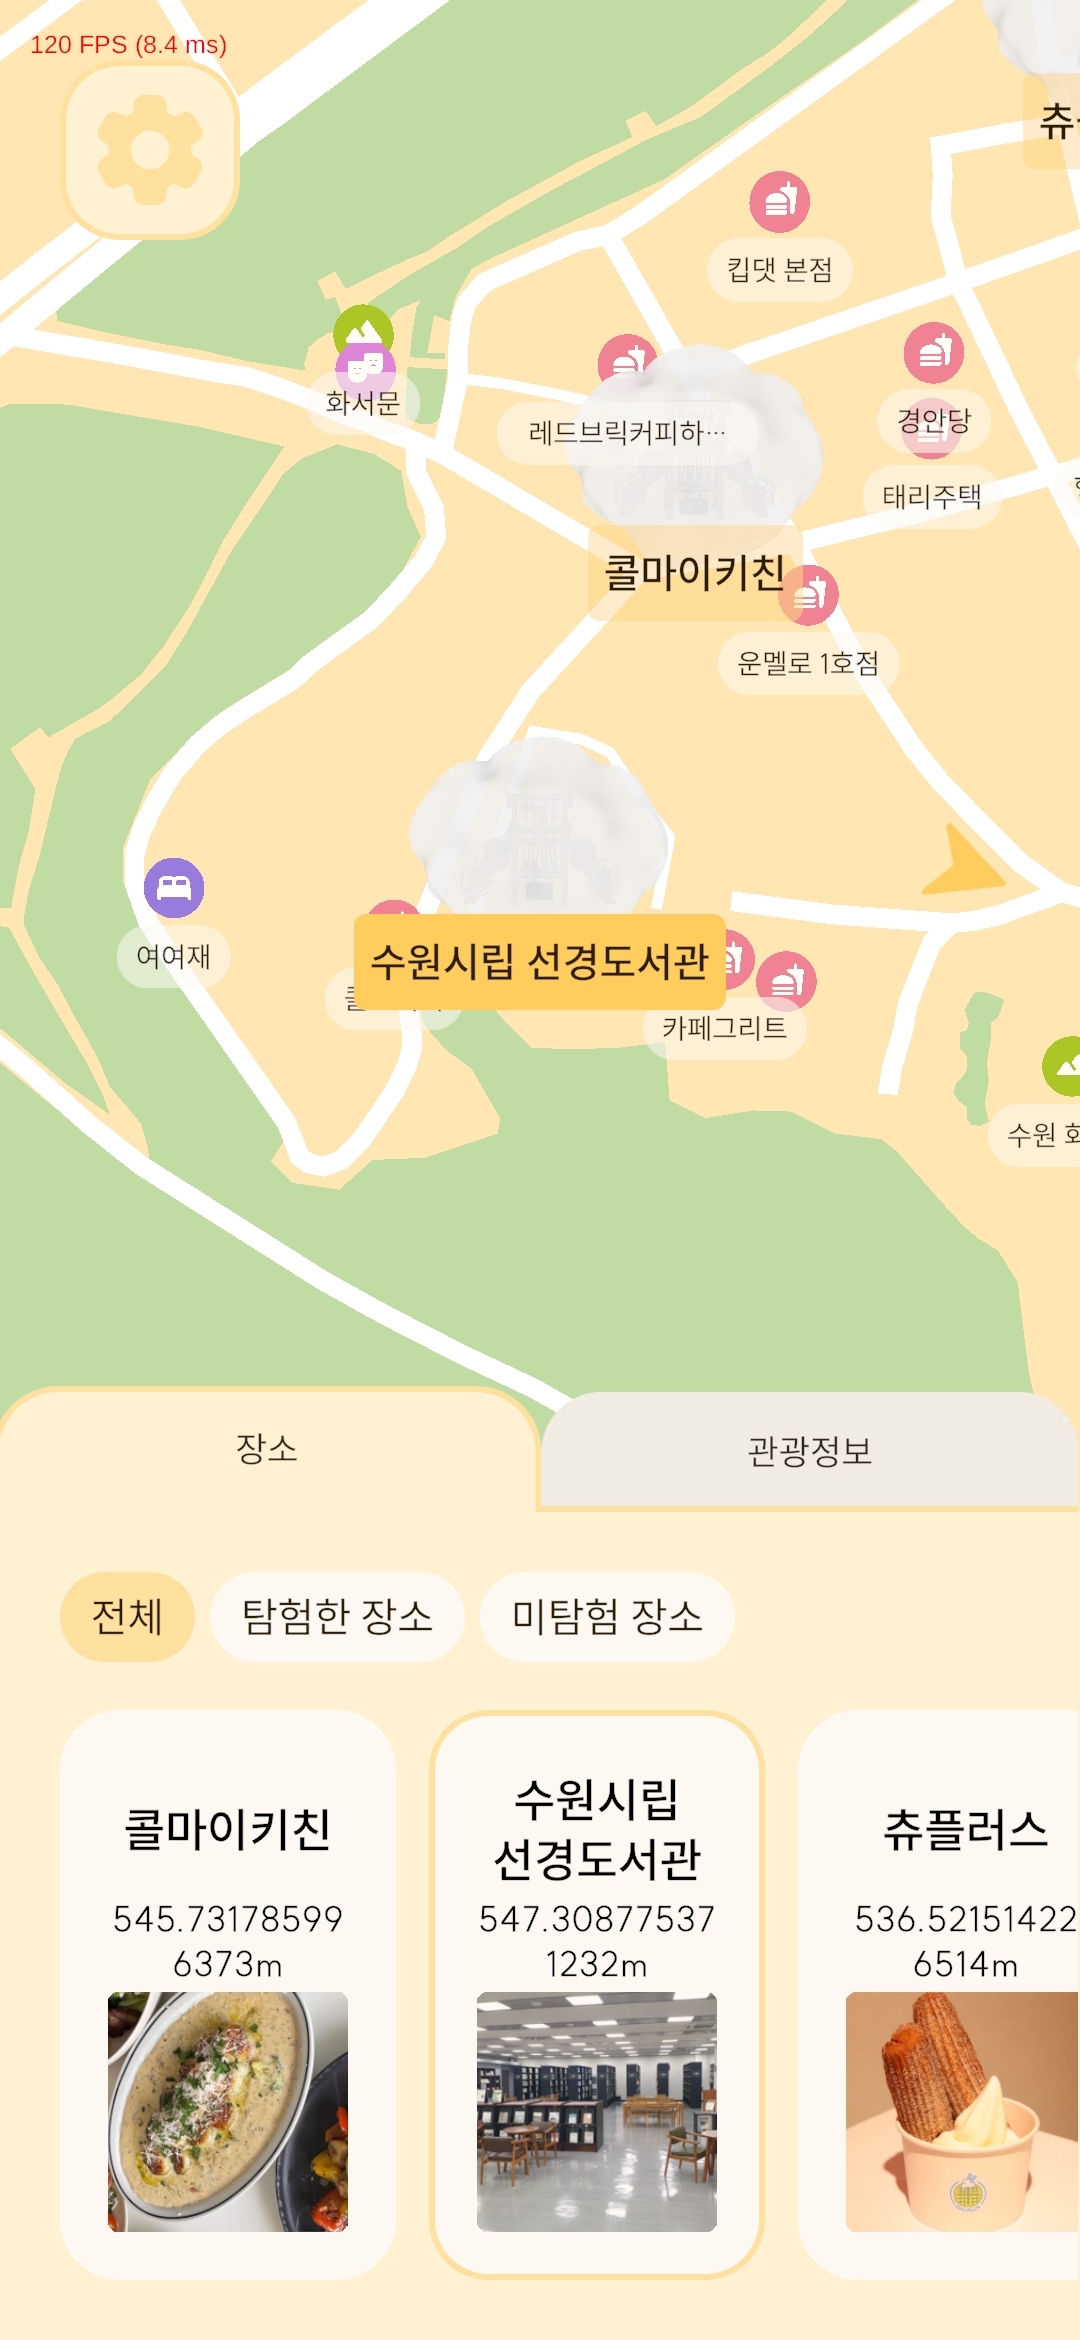 120 FPS (8.4 ms)
킵댓 본점
화서문
레드브릭커피하…
경안당
태리주택
콜마이키친
운멜로 1호점
여여재
수원시립 선경도서관
카페그리트
수원
장소
관광정보
전체
탐험한 장소
미탐험 장소
콜마이키친
545.73178599
6373m
수원시립
선경도서관
547.30877537
1232m
츄플러스
536.52151422
6514m